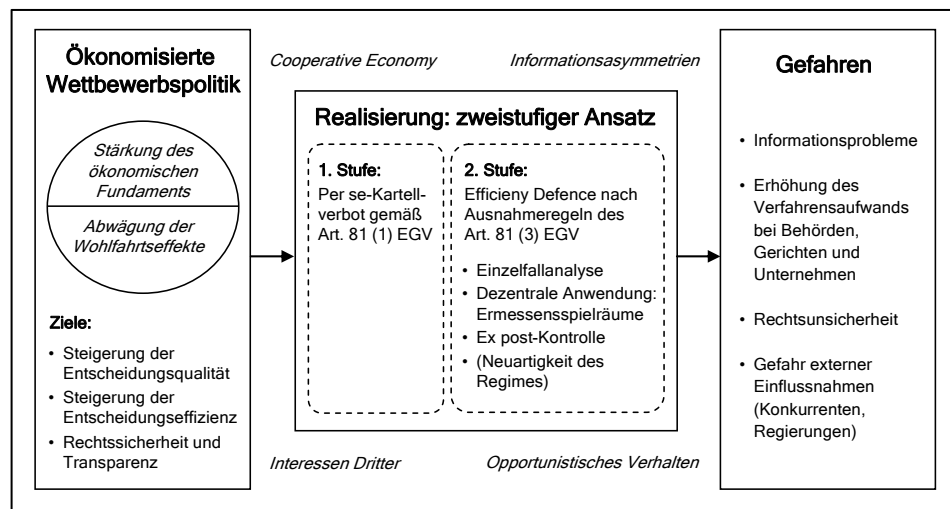 Ökonomisierte
Wettbewerbspolitik
Stärkung des
ökonomischen
Fundaments
Abwägung der
Wohlfahrtseffekte
Ziele:
• Steigerung der
Entscheidungsqualität
• Steigerung der
Entscheidungseffizienz
• Rechtssicherheit und
Transparenz
Cooperative Economy
Informationsasymmetrien
Realisierung: zweistufiger Ansatz
1. Stufe:
Per se-Kartell-
verbot gemäß
Art. 81 (1) EGV
2. Stufe:
Efficieny Defence nach
Ausnahmeregeln des
Art. 81 (3) EGV
• Einzelfallanalyse
• Dezentrale Anwendung:
Ermessensspielräume
• Ex post-Kontrolle
• (Neuartigkeit des
Regimes)
Interessen Dritter
Opportunistisches Verhalten
Gefahren
• Informationsprobleme
• Erhöhung des
Verfahrensaufwands
bei Behörden,
Gerichten und
Unternehmen
• Rechtsunsicherheit
• Gefahr externer
Einflussnahmen
(Konkurrenten,
Regierungen)